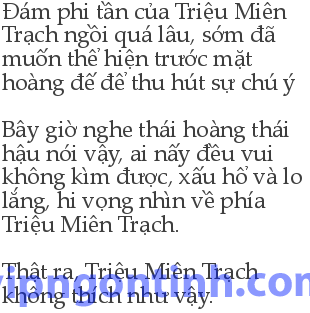 Đám phi tần của Triệu Miên
Trạch ngồi quá lâu, sớm đã
muốn thể hiện trước mặt
hoàng đế để thu hút sự chú ý
Bây giờ nghe thái hoàng thái
hậu nói vậy, ai nấy đều vui
không kìm được, xấu hổ và lo
lắng, hi vọng nhìn về phía
Triệu Miên Trạch.
Thật ra, Triệu Miên Trạch
vipngontinh.com
không thích như vậy.